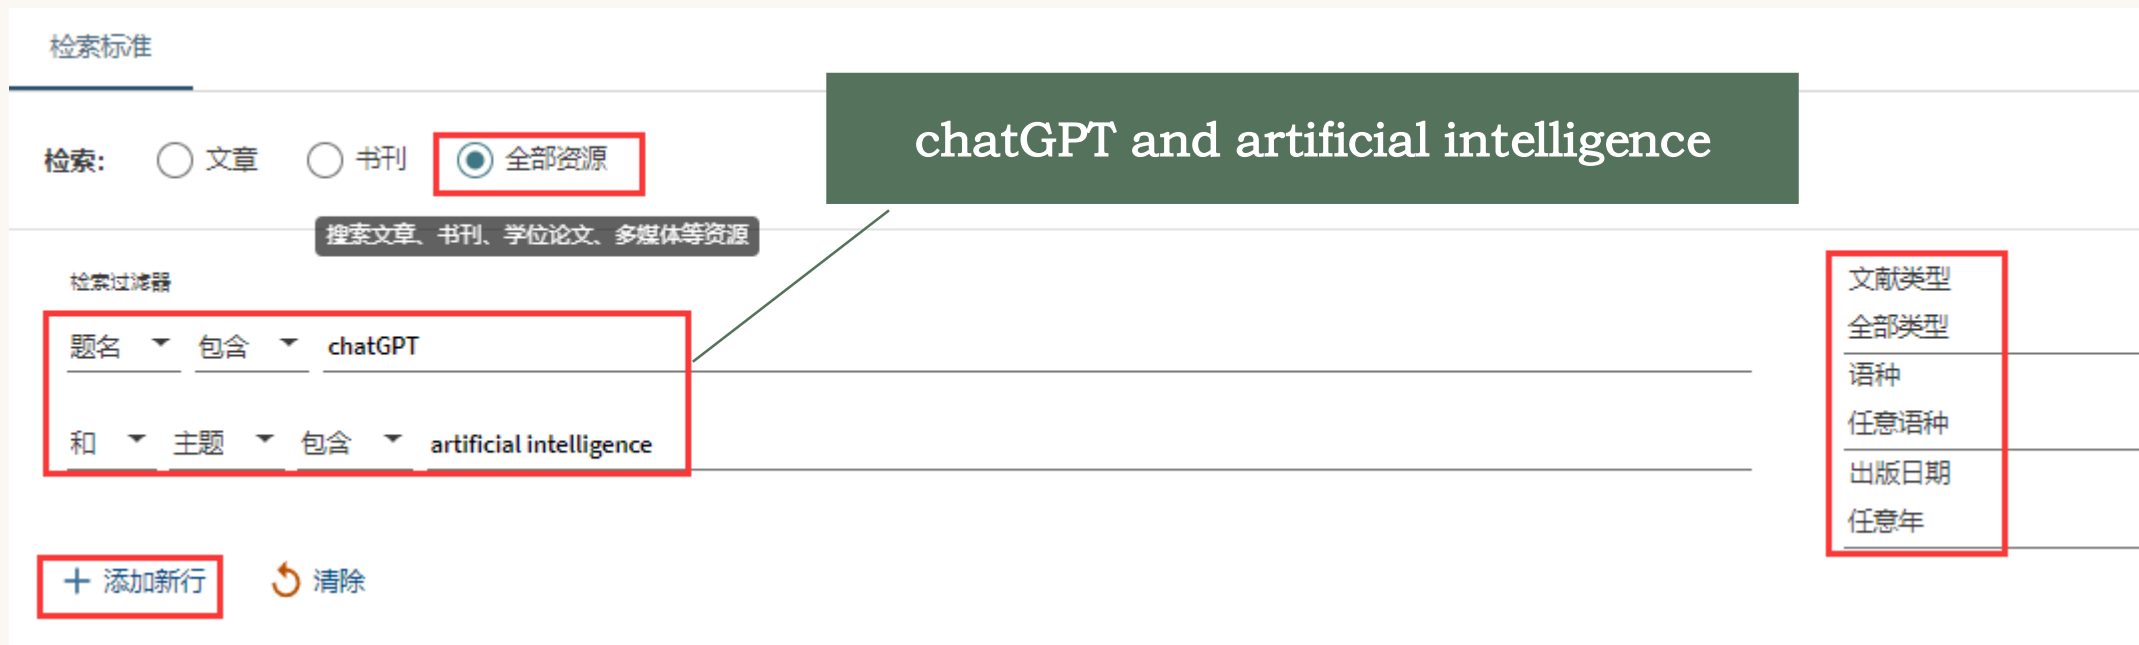 检索标准
chatGPT and artificial intelligence
检索: 文章 书刊 全部资源
搜索文章、书刊、学位论文、多媒体等资源
检索过滤器
题名 包含 chatGPT
和 主题 包含 artificial intelligence
添加新行 清除
文献类型
全部类型
语种
任意语种
出版日期
任意年